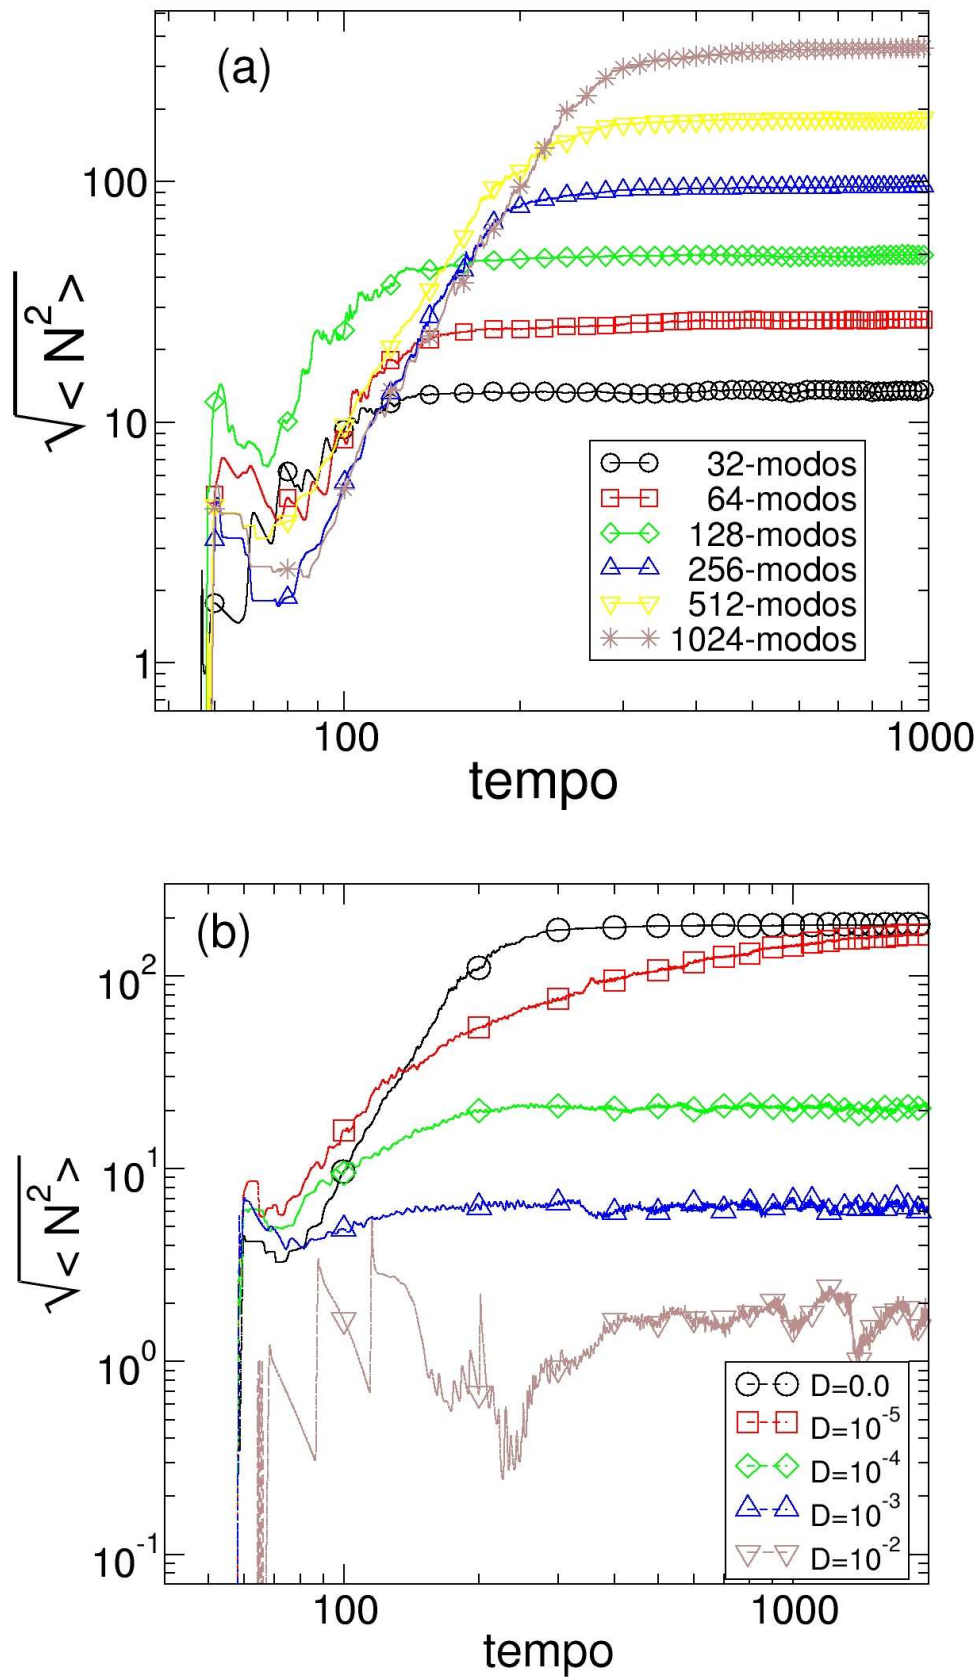 (a)
100
10
1
√< N² >
32-modos
64-modos
128-modos
256-modos
512-modos
1024-modos
100
1000
tempo
(b)
10²
10¹
10⁰
10⁻¹
√< N² >
D=0.0
D=10⁻⁵
D=10⁻⁴
D=10⁻³
D=10⁻²
100
1000
tempo